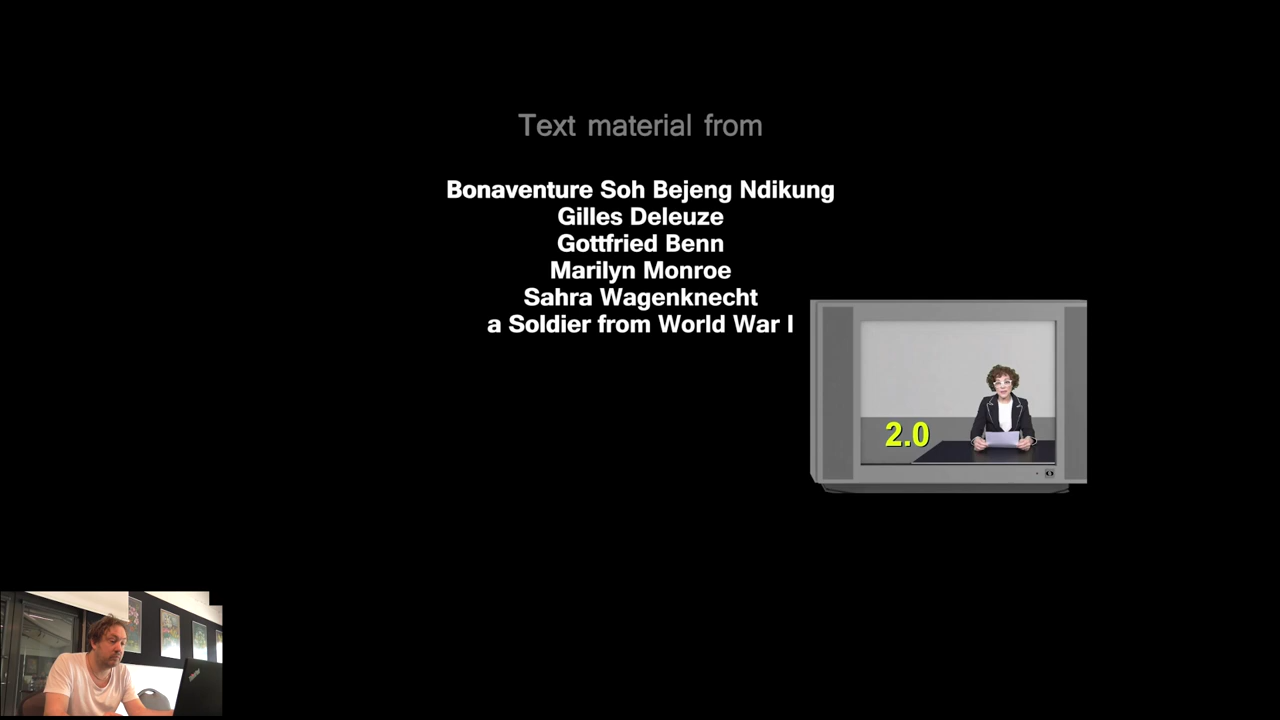 Text material from
Bonaventure Soh Bejeng Ndikung
Gilles Deleuze
Gottfried Benn
Marilyn Monroe
Sahra Wagenknecht
a Soldier from World War I
2.0